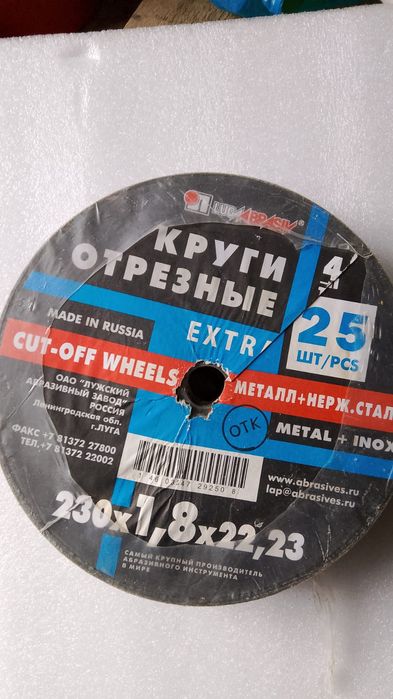 LUGAABRASIV®
КРУГИ
ОТРЕЗНЫЕ
EXTRA
25
ШТ/PCS
MADE IN RUSSIA
CUT-OFF WHEELS
МЕТАЛЛ+НЕРЖ.СТАЛ
METAL + INOX
ОАО "ЛУЖСКИЙ
АБРАЗИВНЫЙ ЗАВОД"
РОССИЯ
Ленинградская обл.
г.ЛУГА
ФАКС +7 81372 27800
ТЕЛ.+7 81372 22002
ОТК
www.abrasives.ru
lap@abrasives.ru
230x1,8x22,23
САМЫЙ КРУПНЫЙ ПРОИЗВОДИТЕЛЬ
АБРАЗИВНОГО ИНСТРУМЕНТА
В МИРЕ